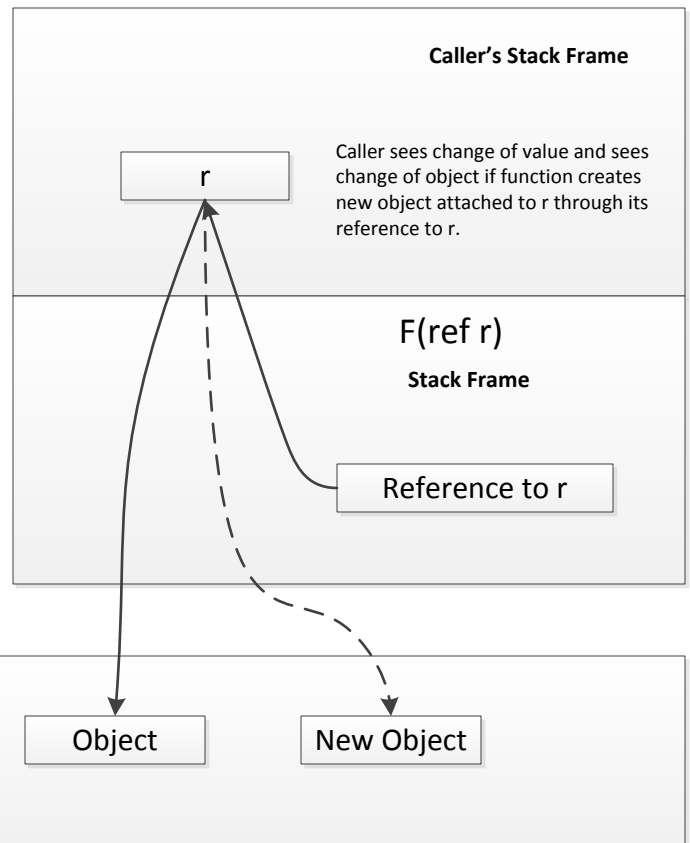 Caller's Stack Frame
r
Caller sees change of value and sees
change of object if function creates
new object attached to r through its
reference to r.
F(ref r)
Stack Frame
Reference to r
Object
New Object